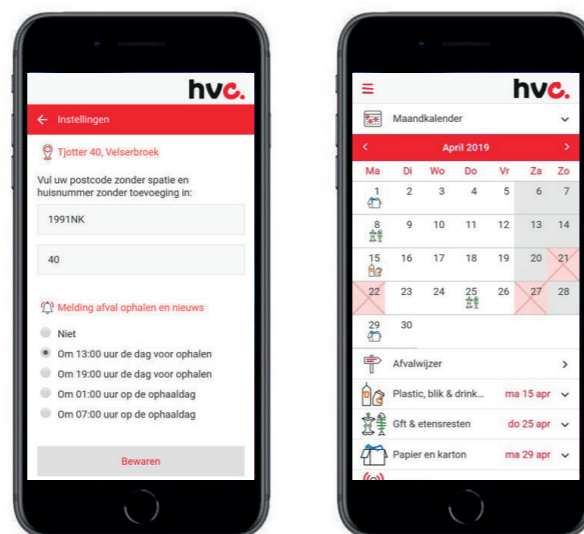 hvc.
Instellingen
Tjotter 40, Velserbroek
Vul uw postcode zonder spatie en
huisnummer zonder toevoeging in:
1991NK
40
Melding afval ophalen en nieuws
Niet
Om 13:00 uur de dag voor ophalen
Om 19:00 uur de dag voor ophalen
Om 01:00 uur op de ophaaldag
Om 07:00 uur op de ophaaldag
Bewaren
hvc.
Maandkalender
April 2019
Ma Di Wo Do Vr Za Zo
1 2 3 4 5 6 7
8 9 10 11 12 13 14
15 16 17 18 19 20 21
22 23 24 25 26 27 28
29 30
Afvalwijzer
Plastic, blik & drink... ma 15 apr
Gft & etensresten do 25 apr
Papier en karton ma 29 apr